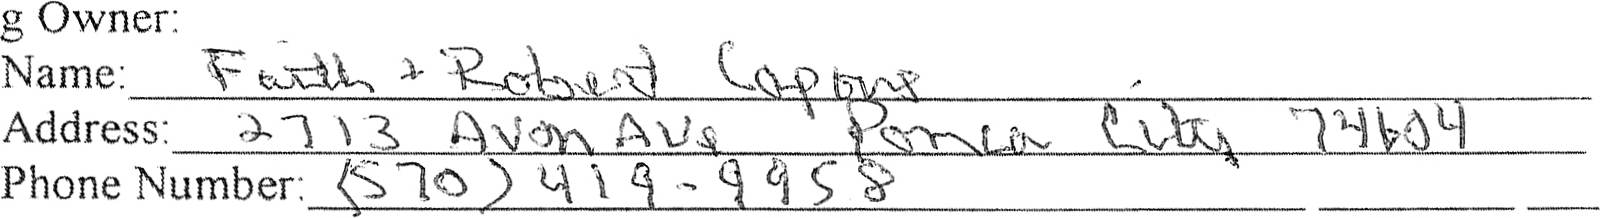 g Owner:
Name: Faith + Robert Capone
Address: 2713 Avon Ave Ponca City 74604
Phone Number: (570) 419-9958